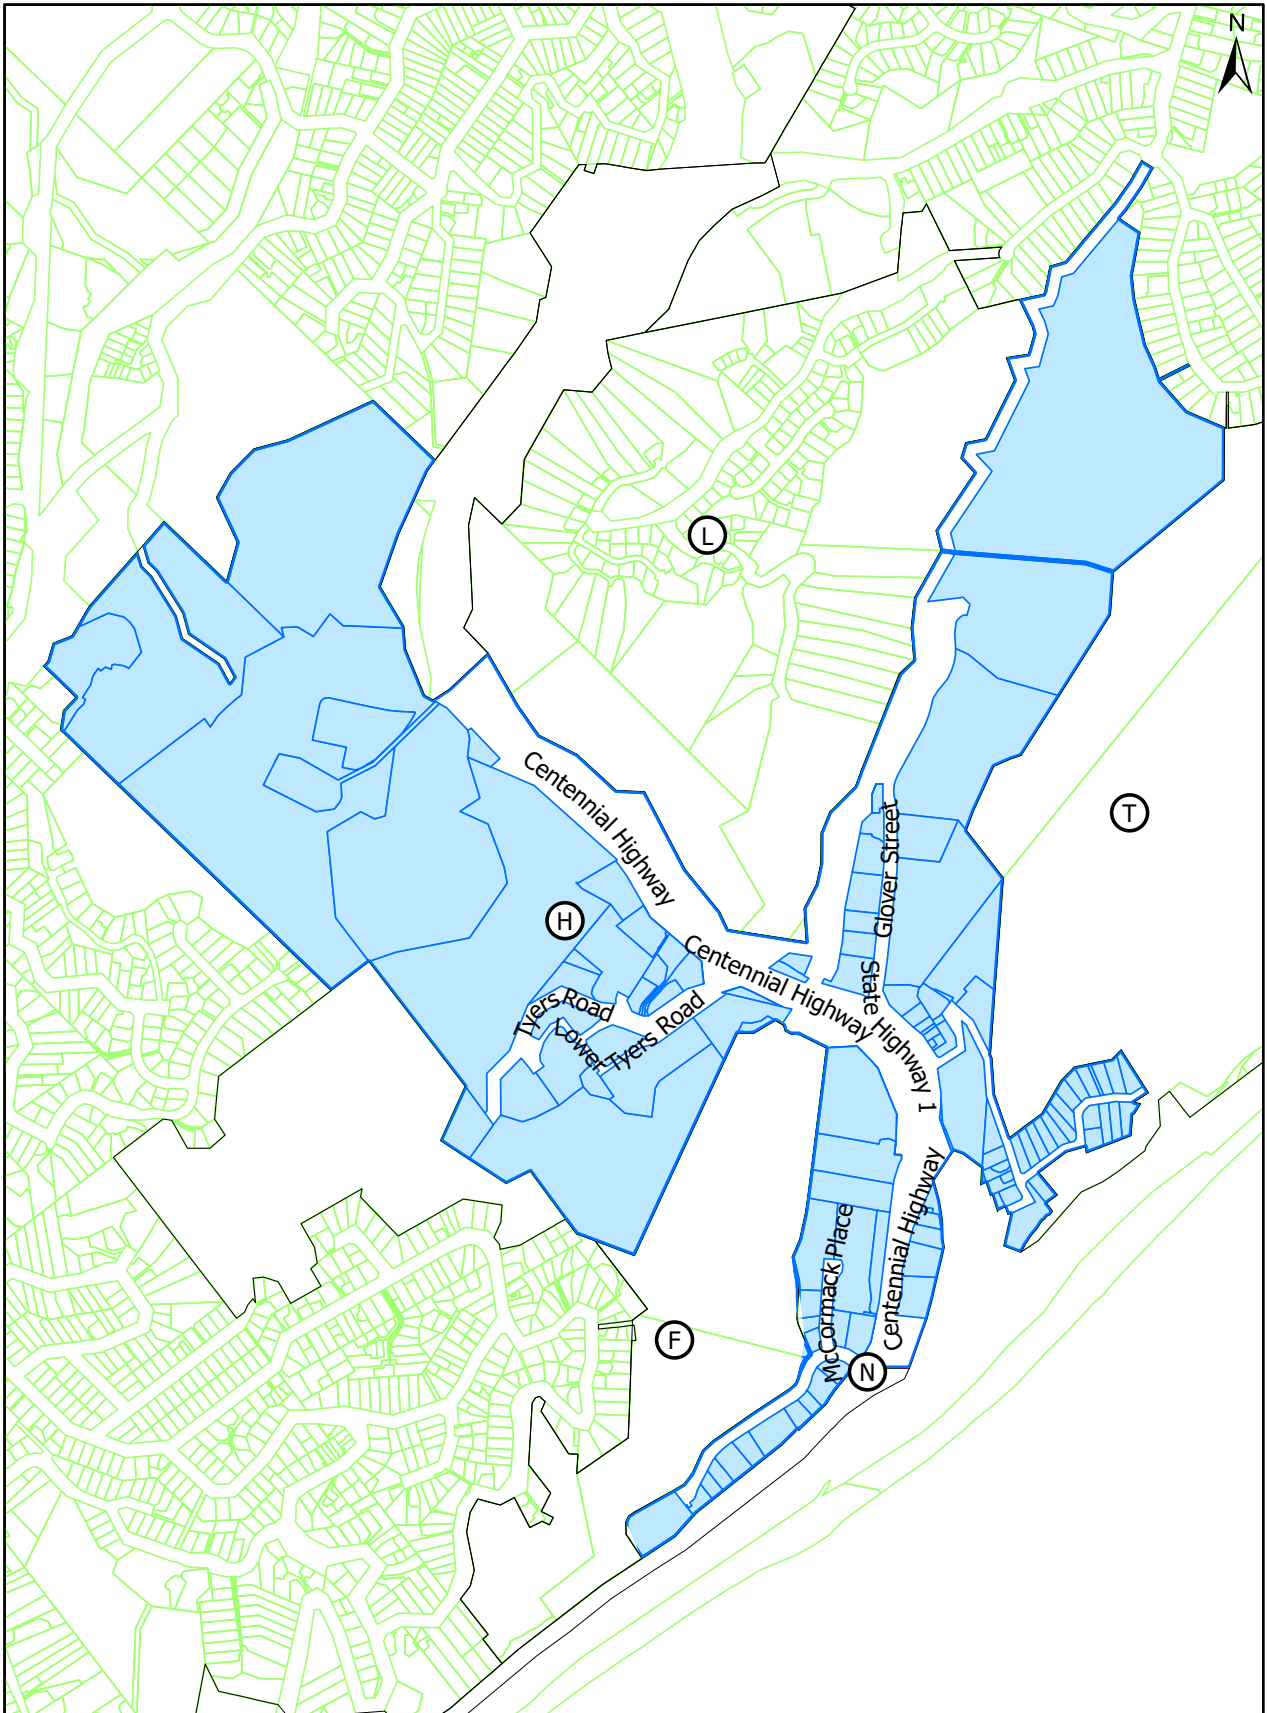 N
L
T
Centennial Highway
Glover Street
H
Centennial Highway
State Highway 1
Tyers Road
Lower Tyers Road
Centennial Highway
McCormack Place
F
N